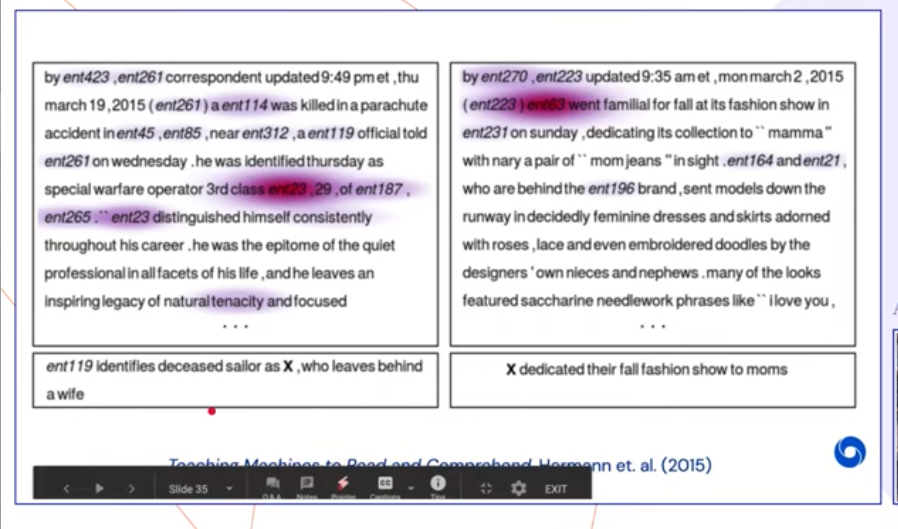 by ent423 ,ent261 correspondent updated 9:49 pm et ,thu
march 19 ,2015 (ent261) a ent114 was killed in a parachute
accident in ent45 ,ent85 ,near ent312 ,a ent119 official told
ent261 on wednesday .he was identified thursday as
special warfare operator 3rd class ent23 ,29 ,of ent187 ,
ent265 .`` ent23 distinguished himself consistently
throughout his career .he was the epitome of the quiet
professional in all facets of his life ,and he leaves an
inspiring legacy of natural tenacity and focused
...
ent119 identifies deceased sailor as X ,who leaves behind
a wife
by ent270 ,ent223 updated 9:35 am et ,mon march 2 ,2015
(ent223) ent63 went familial for fall at its fashion show in
ent231 on sunday ,dedicating its collection to `` mamma "
with nary a pair of `` mom jeans " in sight .ent164 and ent21 ,
who are behind the ent196 brand ,sent models down the
runway in decidedly feminine dresses and skirts adorned
with roses ,lace and even embroidered doodles by the
designers ' own nieces and nephews .many of the looks
featured saccharine needlework phrases like `` i love you ,
...
X dedicated their fall fashion show to moms
Teaching Machines to Read and Comprehend, Hermann et. al. (2015)
Slide 35
Q&A Notes Pointer Captions Tips
EXIT